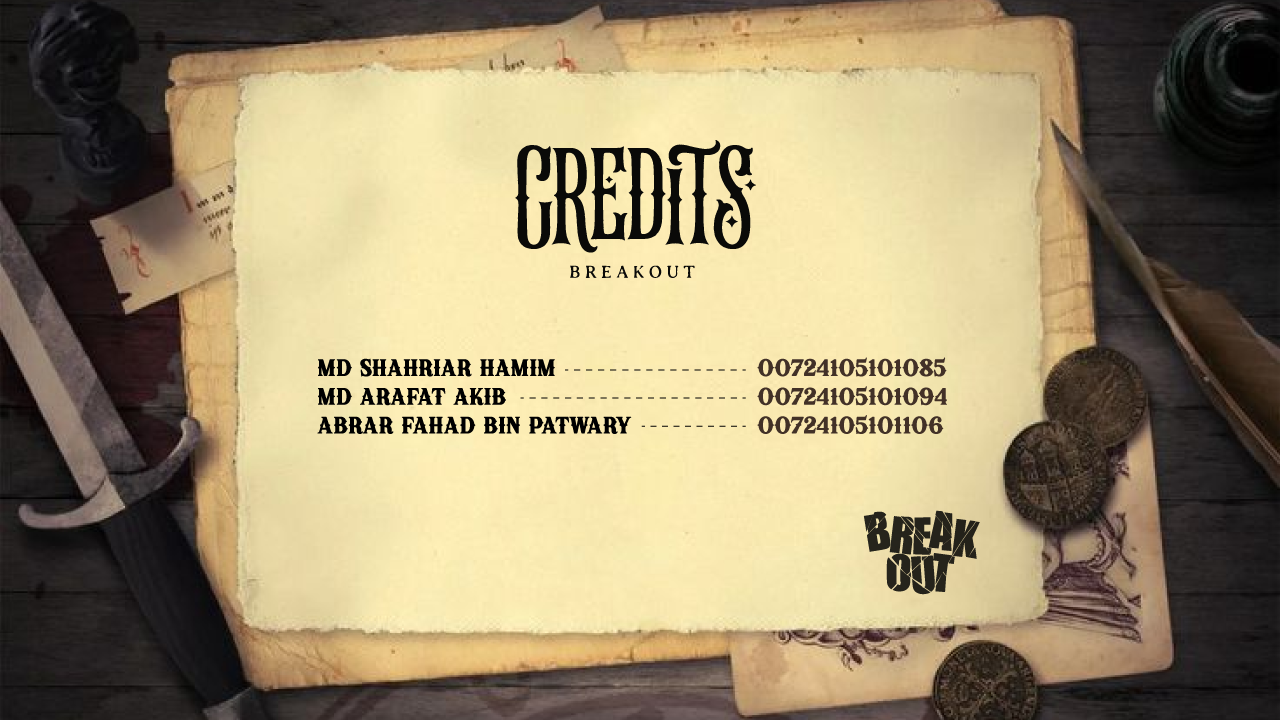 CREDITS
BREAKOUT
MD SHAHRIAR HAMIM ---------------- 00724105101085
MD ARAFAT AKIB -------------------- 00724105101094
ABRAR FAHAD BIN PATWARY --------- 00724105101106
BREAK
OUT